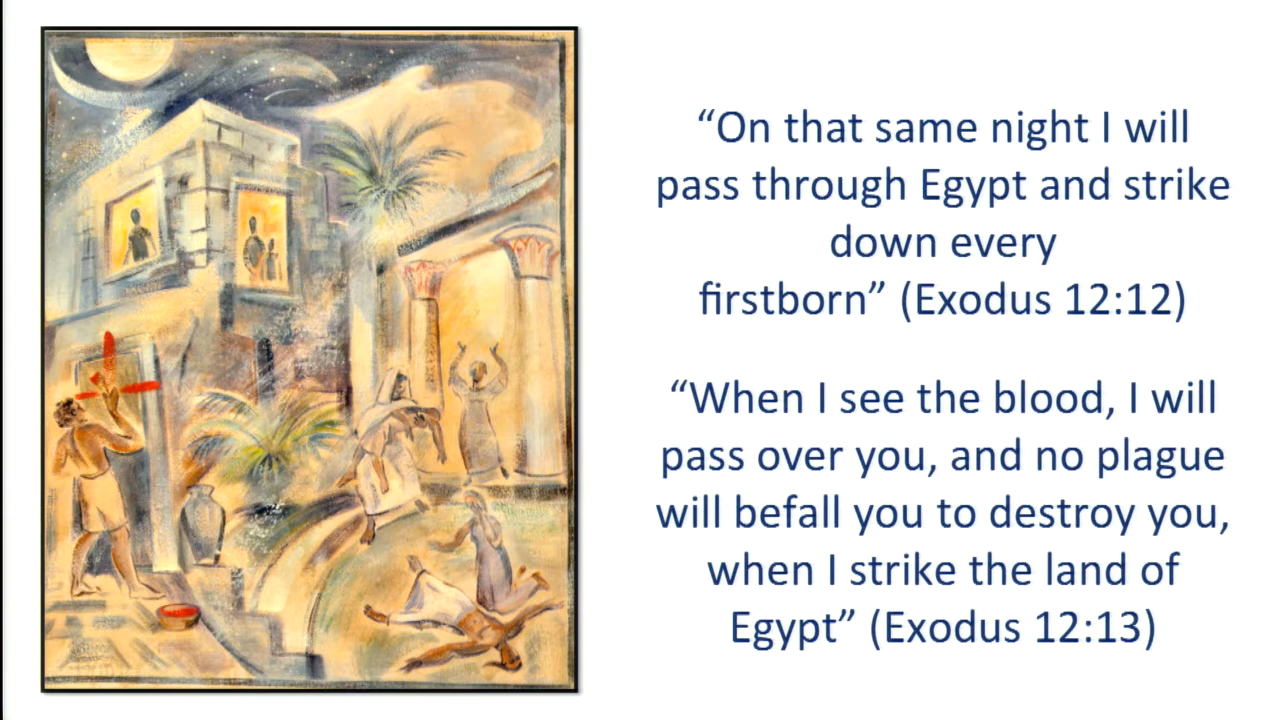 “On that same night I will
pass through Egypt and strike
down every
firstborn” (Exodus 12:12)
“When I see the blood, I will
pass over you, and no plague
will befall you to destroy you,
when I strike the land of
Egypt” (Exodus 12:13)